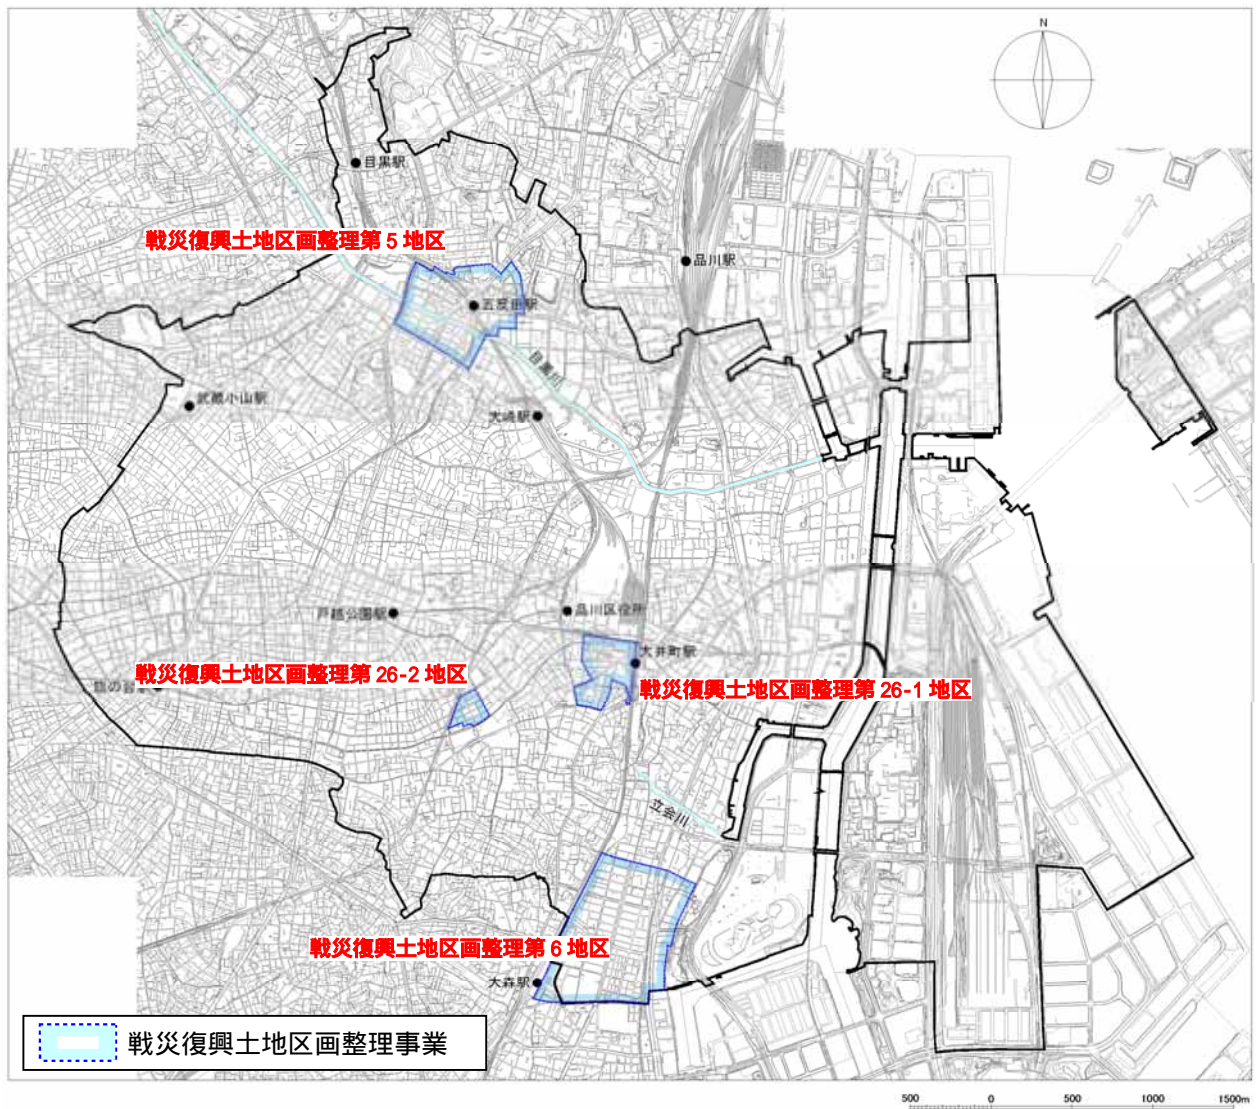 N
目黒駅
戦災復興土地区画整理第5地区
品川駅
五反田駅
目黒川
武蔵小山駅
大崎駅
戸越公園駅
品川区役所
大井町駅
戦災復興土地区画整理第26-2地区
戦災復興土地区画整理第26-1地区
立会川
戦災復興土地区画整理第6地区
大森駅
戦災復興土地区画整理事業
500 0 500 1000 1500m